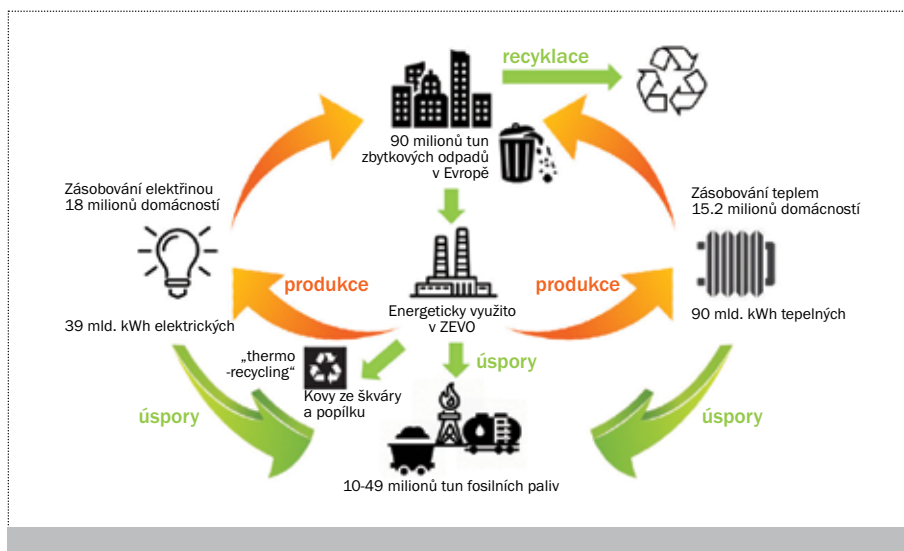 recyklace
90 milionů tun
zbytkových odpadů
v Evropě
Zásobování elektřinou
18 milionů domácností
Zásobování teplem
15.2 milionů domácností
produkce
produkce
39 mld. kWh elektrických
Energeticky využito
v ZEVO
90 mld. kWh tepelných
„thermo
-recycling“
Kovy ze škváry
a popílku
úspory
úspory
úspory
10-49 milionů tun fosilních paliv